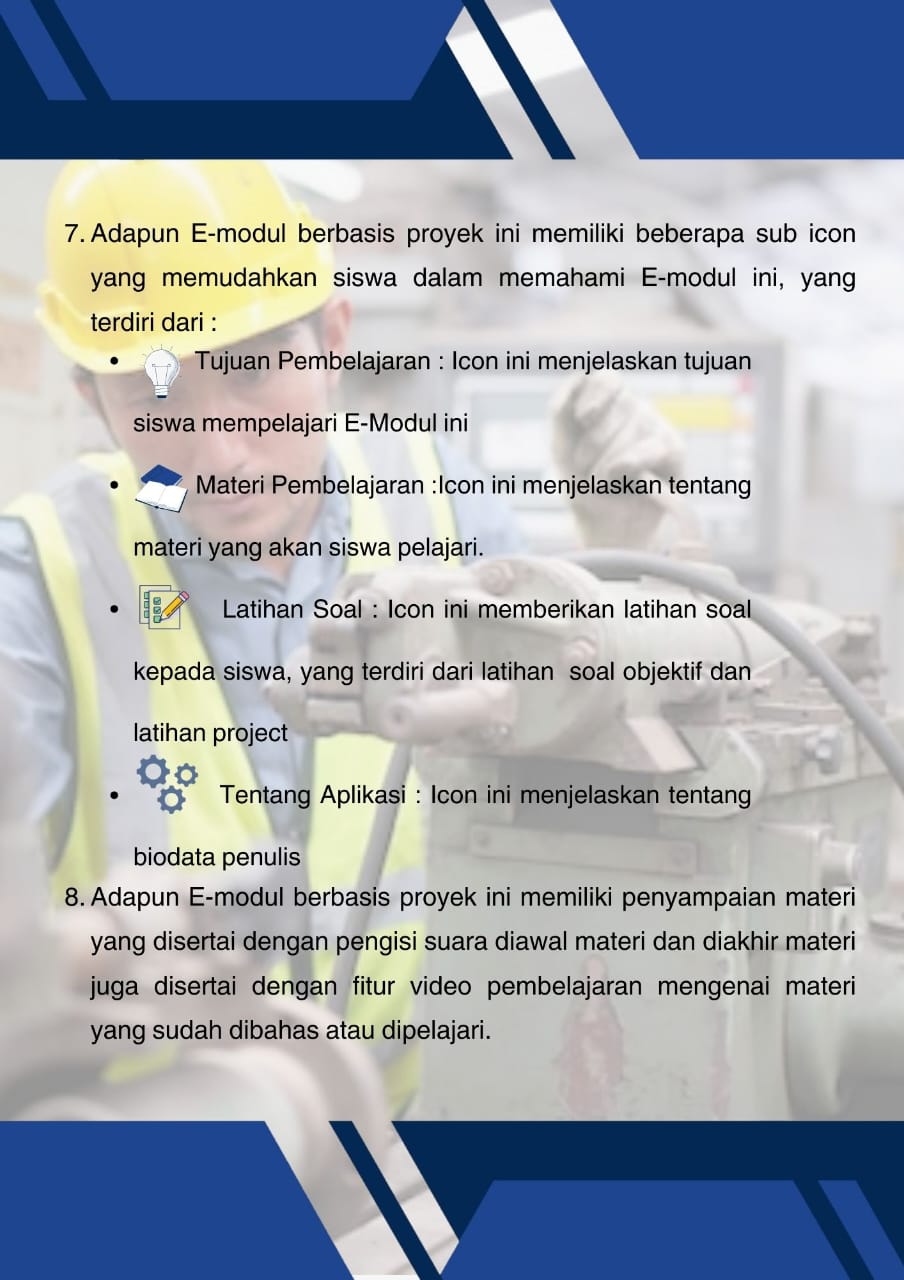 7. Adapun E-modul berbasis proyek ini memiliki beberapa sub icon
yang memudahkan siswa dalam memahami E-modul ini, yang
terdiri dari :
• Tujuan Pembelajaran : Icon ini menjelaskan tujuan
siswa mempelajari E-Modul ini
• Materi Pembelajaran :Icon ini menjelaskan tentang
materi yang akan siswa pelajari.
• Latihan Soal : Icon ini memberikan latihan soal
kepada siswa, yang terdiri dari latihan soal objektif dan
latihan project
• Tentang Aplikasi : Icon ini menjelaskan tentang
biodata penulis
8. Adapun E-modul berbasis proyek ini memiliki penyampaian materi
yang disertai dengan pengisi suara diawal materi dan diakhir materi
juga disertai dengan fitur video pembelajaran mengenai materi
yang sudah dibahas atau dipelajari.